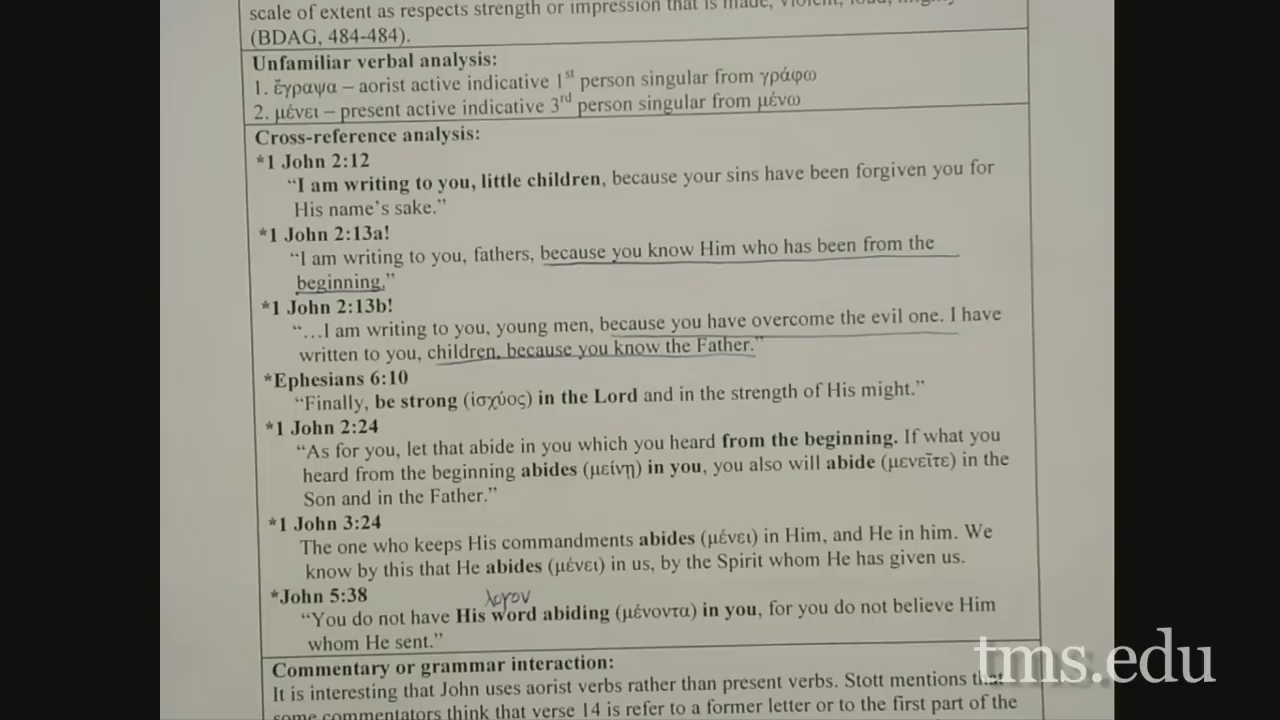 scale of extent as respects strength or impression that is made, violent, loud, mighty
(BDAG, 484-484).
Unfamiliar verbal analysis:
1. ἔγραψα – aorist active indicative 1st person singular from γράφω
2. μένει – present active indicative 3rd person singular from μένω
Cross-reference analysis:
*1 John 2:12
“I am writing to you, little children, because your sins have been forgiven you for
His name’s sake.”
*1 John 2:13a!
“I am writing to you, fathers, because you know Him who has been from the
beginning.”
*1 John 2:13b!
“…I am writing to you, young men, because you have overcome the evil one. I have
written to you, children, because you know the Father.”
*Ephesians 6:10
“Finally, be strong (ἰσχύος) in the Lord and in the strength of His might.”
*1 John 2:24
“As for you, let that abide in you which you heard from the beginning. If what you
heard from the beginning abides (μείνῃ) in you, you also will abide (μενεῖτε) in the
Son and in the Father.”
*1 John 3:24
The one who keeps His commandments abides (μένει) in Him, and He in him. We
know by this that He abides (μένει) in us, by the Spirit whom He has given us.
*John 5:38
λογον
“You do not have His word abiding (μένοντα) in you, for you do not believe Him
whom He sent.”
Commentary or grammar interaction:
It is interesting that John uses aorist verbs rather than present verbs. Stott mentions that
some commentators think that verse 14 is refer to a former letter or to the first part of the
tms.edu